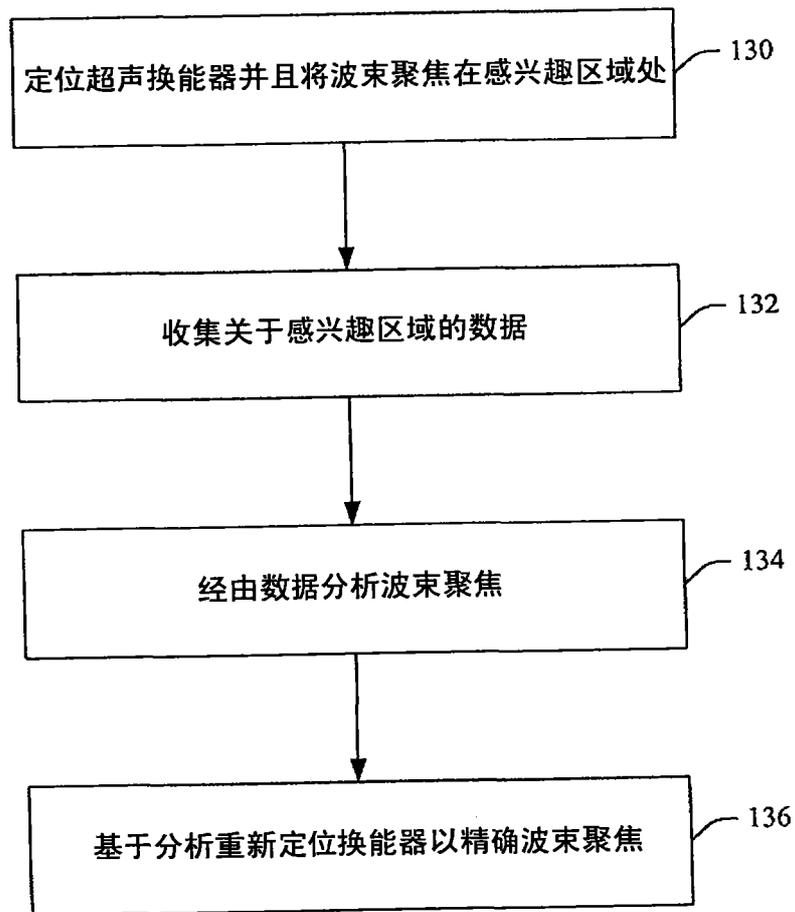 定位超声换能器并且将波束聚焦在感兴趣区域处
130
收集关于感兴趣区域的数据
132
经由数据分析波束聚焦
134
基于分析重新定位换能器以精确波束聚焦
136